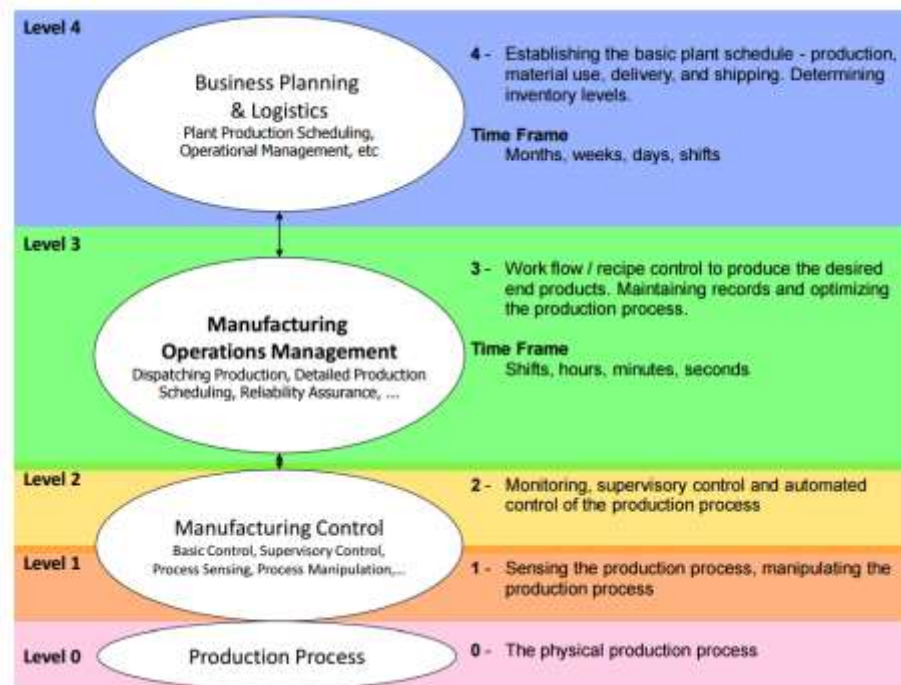 Level 4
Business Planning
& Logistics
Plant Production Scheduling,
Operational Management, etc
4 - Establishing the basic plant schedule - production,
material use, delivery, and shipping. Determining
inventory levels.
Time Frame
Months, weeks, days, shifts
Level 3
Manufacturing
Operations Management
Dispatching Production, Detailed Production
Scheduling, Reliability Assurance, ...
3 - Work flow / recipe control to produce the desired
end products. Maintaining records and optimizing
the production process.
Time Frame
Shifts, hours, minutes, seconds
Level 2
Manufacturing Control
Basic Control, Supervisory Control,
Process Sensing, Process Manipulation,...
2 - Monitoring, supervisory control and automated
control of the production process
Level 1
1 - Sensing the production process, manipulating the
production process
Level 0
Production Process
0 - The physical production process